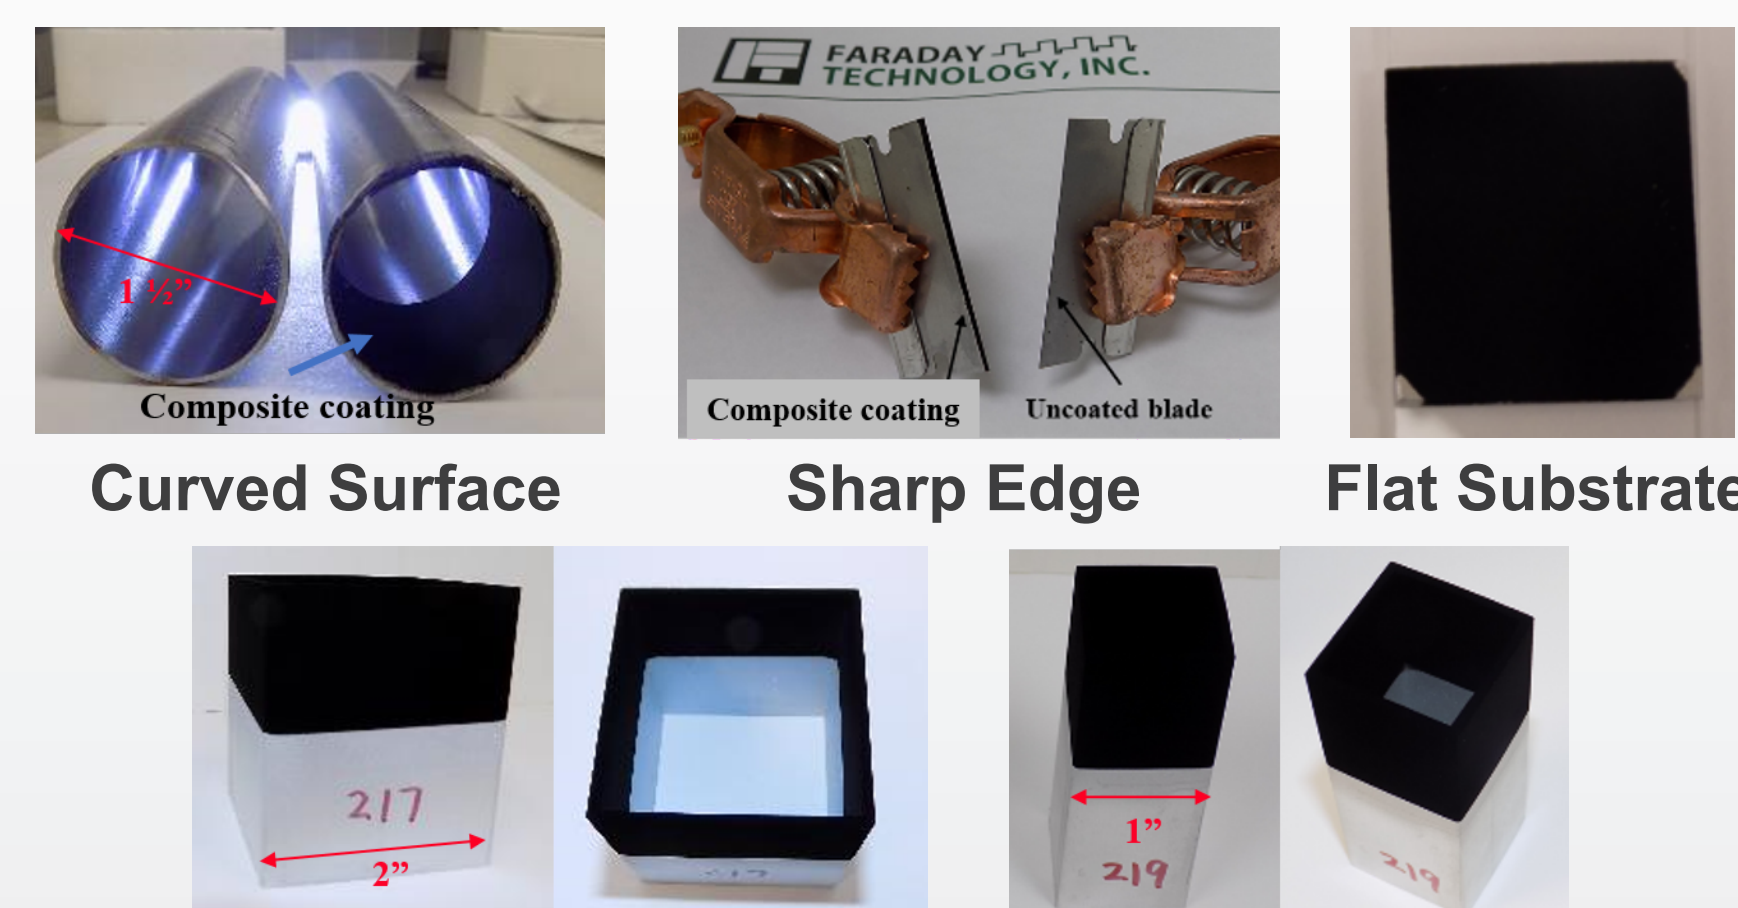 FARADAY
TECHNOLOGY, INC.
1 ½”
Composite coating
Composite coating
Uncoated blade
Curved Surface
Sharp Edge
Flat Substrate
217
2”
217
1”
219
219